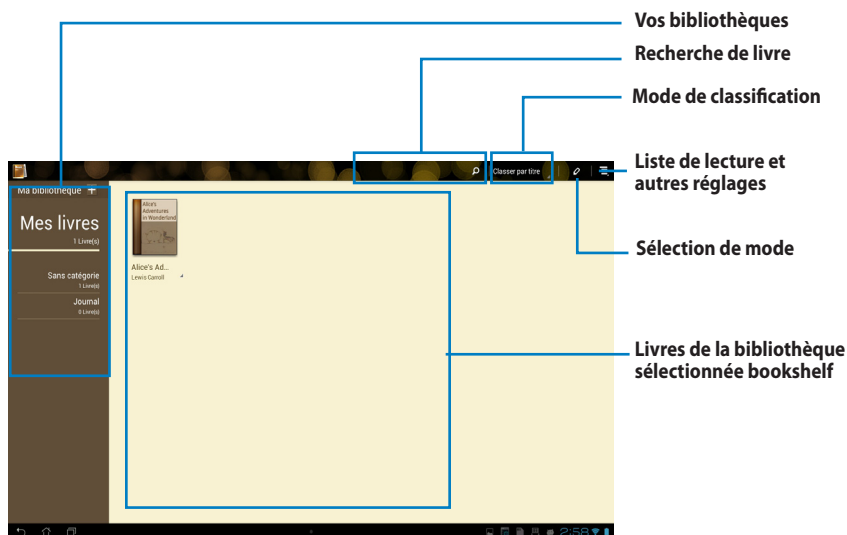 Vos bibliothèques
Recherche de livre
Mode de classification
Liste de lecture et
autres réglages
Sélection de mode
Livres de la bibliothèque
sélectionnée bookshelf
Classer par titre
Ma bibliothèque +
Mes livres
1 Livre(s)
Sans catégorie
1 Livre(s)
Journal
0 Livre(s)
Alice's
Adventures
in Wonderland
Alice's Ad...
Lewis Carroll
2:58